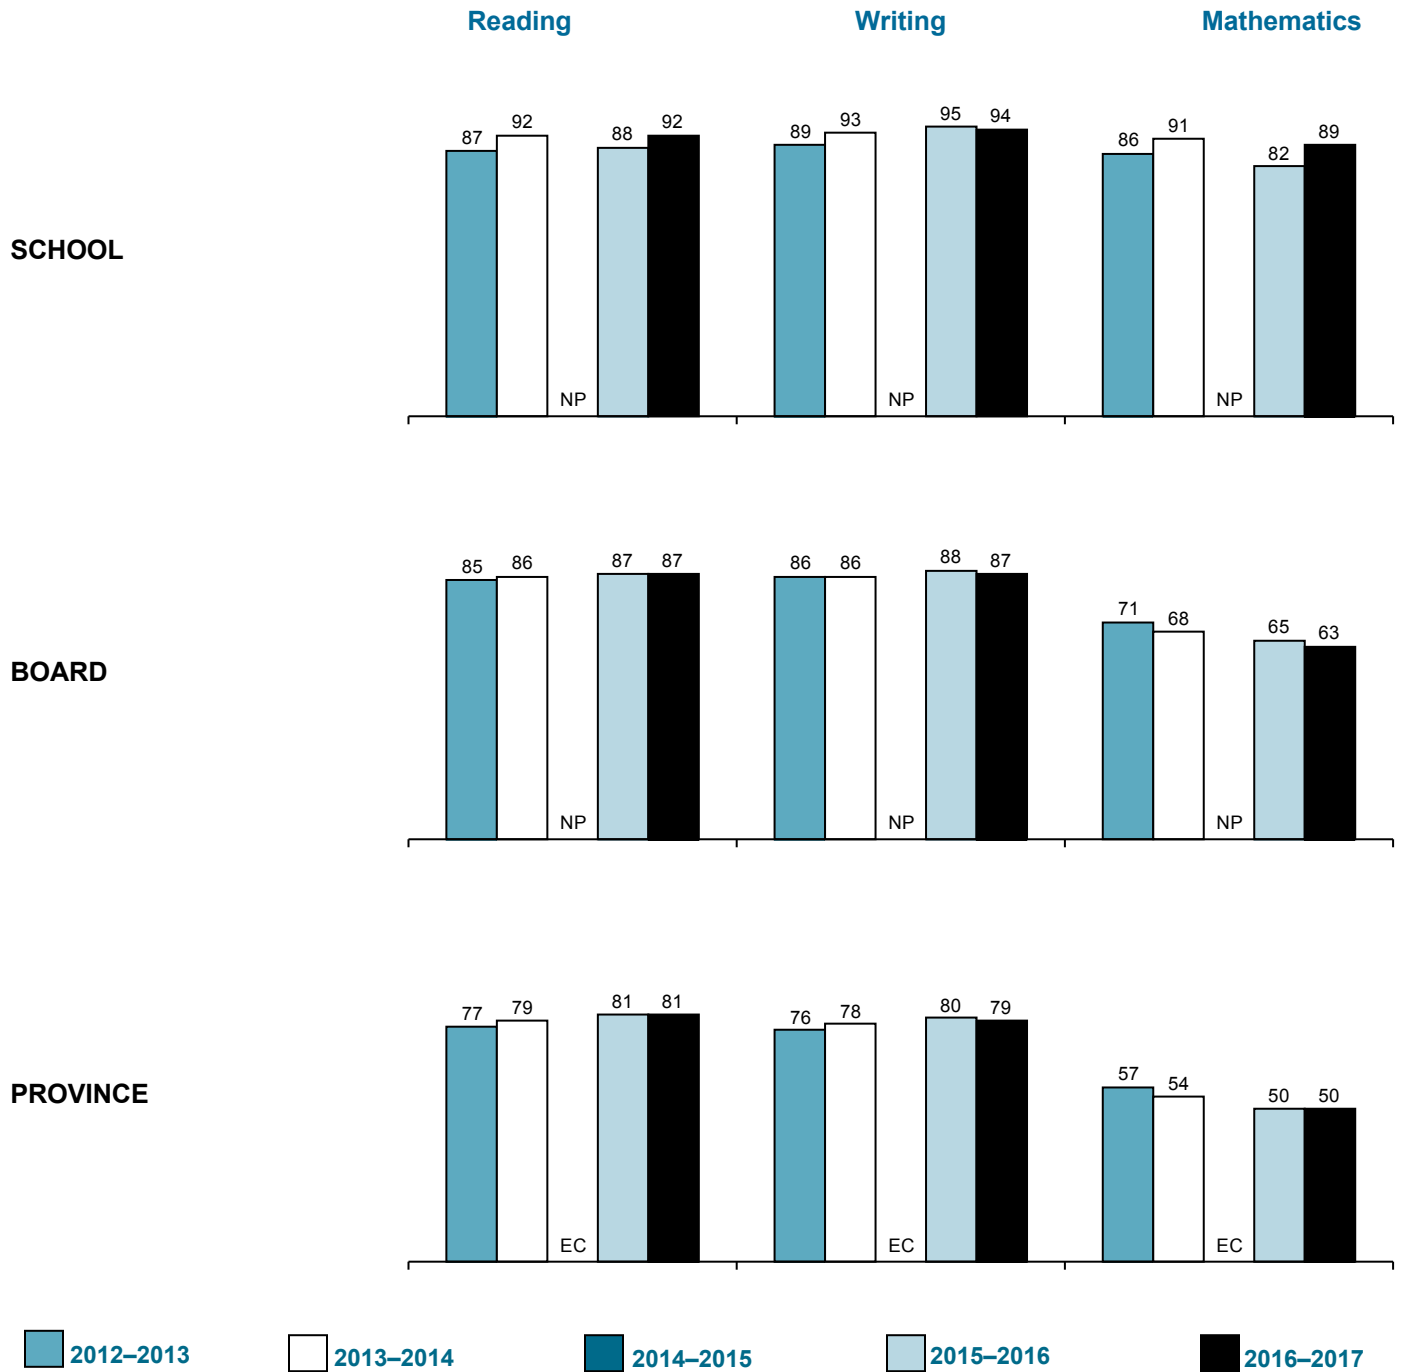 Reading Writing Mathematics
SCHOOL
87 92 NP 88 92 89 93 NP 95 94 86 91 NP 82 89
BOARD
85 86 NP 87 87 86 86 NP 88 87 71 68 NP 65 63
PROVINCE
77 79 EC 81 81 76 78 EC 80 79 57 54 EC 50 50
2012–2013 2013–2014 2014–2015 2015–2016 2016–2017